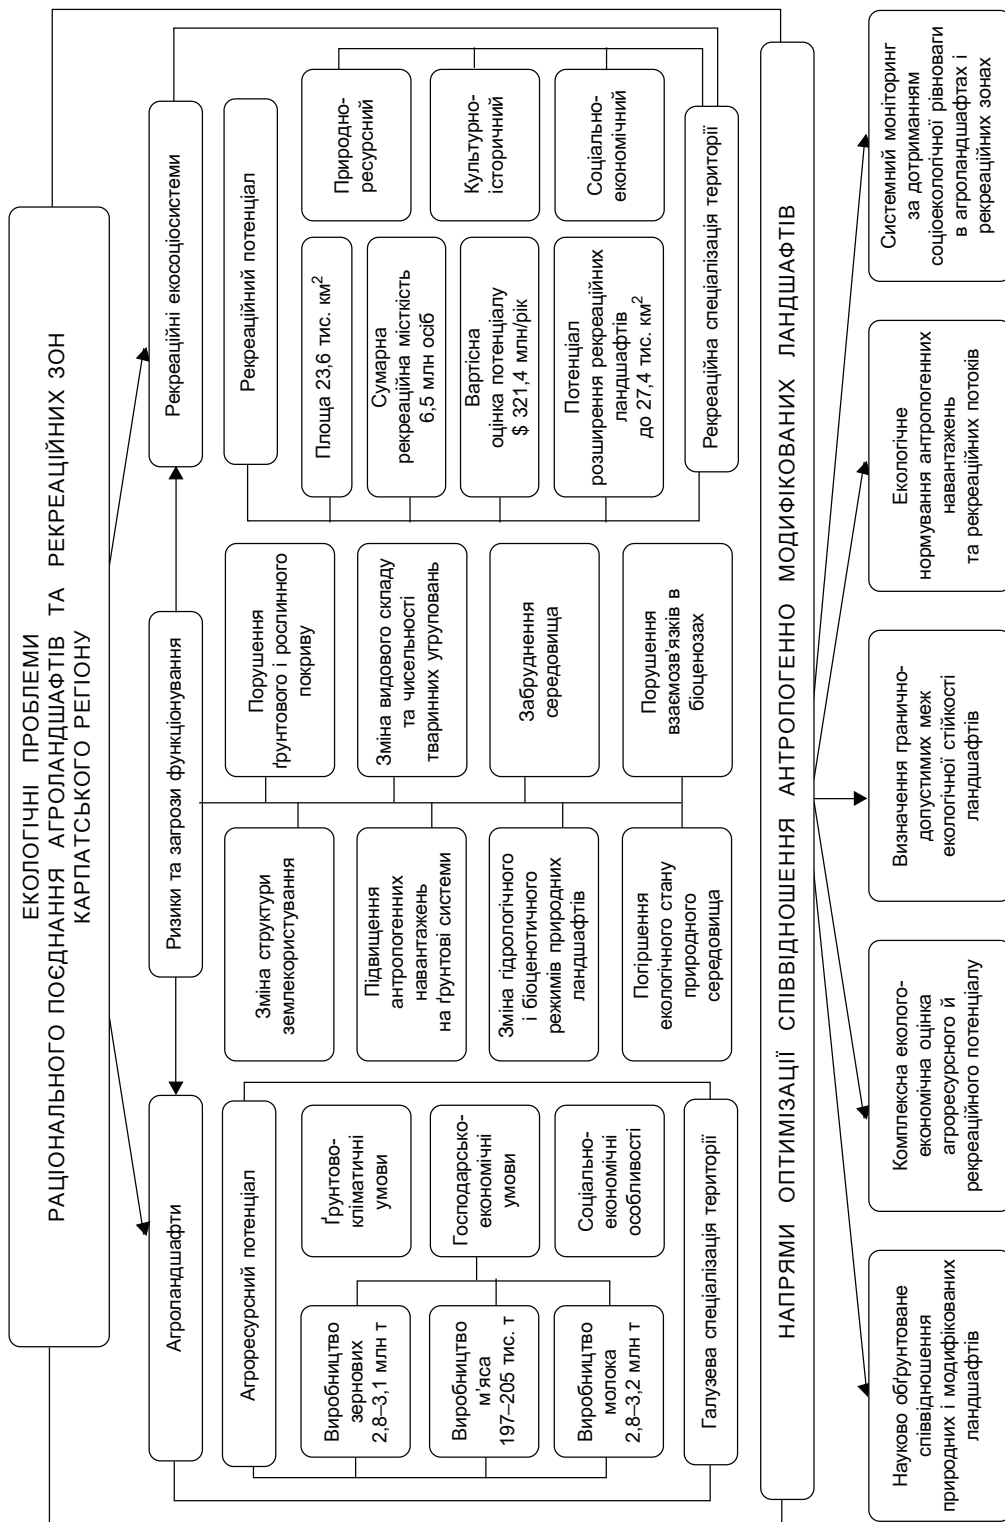 ЕКОЛОГІЧНІ ПРОБЛЕМИ
РАЦІОНАЛЬНОГО ПОЄДНАННЯ АГРОЛАНДШАФТІВ ТА РЕКРЕАЦІЙНИХ ЗОН
КАРПАТСЬКОГО РЕГІОНУ
Агроландшафти
Ризики та загрози функціонування
Рекреаційні екосоціосистеми
Агроресурсний потенціал
Виробництво
зернових
2,8–3,1 млн т
Виробництво
м’яса
197–205 тис. т
Виробництво
молока
2,8–3,2 млн т
Ґрунтово-
кліматичні
умови
Господарсько-
економічні
умови
Соціально-
економічні
особливості
Галузева спеціалізація території
Зміна структури
землекористування
Підвищення
антропогенних
навантажень
на ґрунтові системи
Зміна гідрологічного
і біоценотичного
режимів природних
ландшафтів
Погіршення
екологічного стану
природного
середовища
Порушення
ґрунтового і рослинного
покриву
Зміна видового складу
та чисельності
тваринних угруповань
Забруднення
середовища
Порушення
взаємозв’язків в
біоценозах
Рекреаційний потенціал
Площа 23,6 тис. км²
Сумарна
рекреаційна місткість
6,5 млн осіб
Вартісна
оцінка потенціалу
$ 321,4 млн/рік
Потенціал
розширення рекреаційних
ландшафтів
до 27,4 тис. км²
Природно-
ресурсний
Культурно-
історичний
Соціально-
економічний
Рекреаційна спеціалізація території
НАПРЯМИ ОПТИМІЗАЦІЇ СПІВВІДНОШЕННЯ АНТРОПОГЕННО МОДИФІКОВАНИХ ЛАНДШАФТІВ
Науково обґрунтоване
співвідношення
природних і модифікованих
ландшафтів
Комплексна еколого-
економічна оцінка
агроресурсного й
рекреаційного потенціалу
Визначення гранично-
допустимих меж
екологічної стійкості
ландшафтів
Екологічне
нормування антропогенних
навантажень
та рекреаційних потоків
Системний моніторинг
за дотриманням
соціоекологічної рівноваги
в агроландшафтах і
рекреаційних зонах